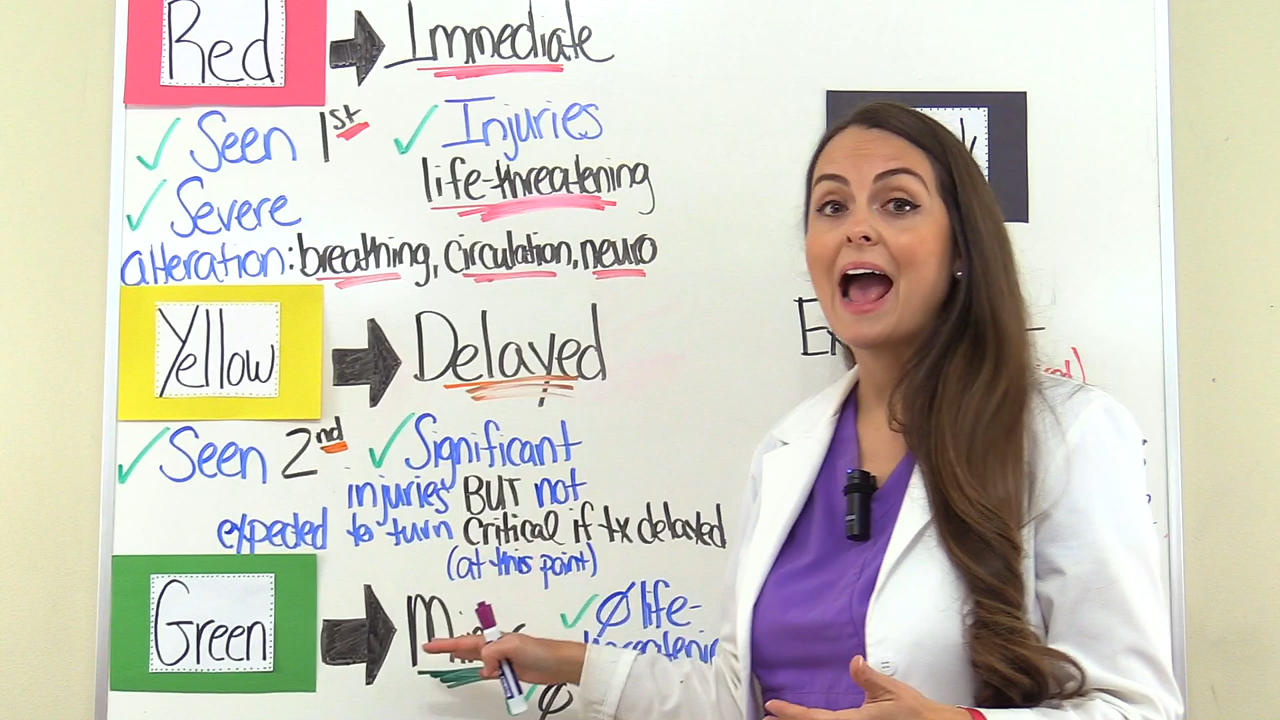 Red
Immediate
✓ Seen 1st
✓ Injuries
life-threatening
✓ Severe
alteration: breathing, circulation, neuro
Yellow
Delayed
✓ Seen 2nd
✓ Significant
injuries BUT not
expected to turn critical if tx delayed
(at this point)
Green
✓ Ø life-
Ø